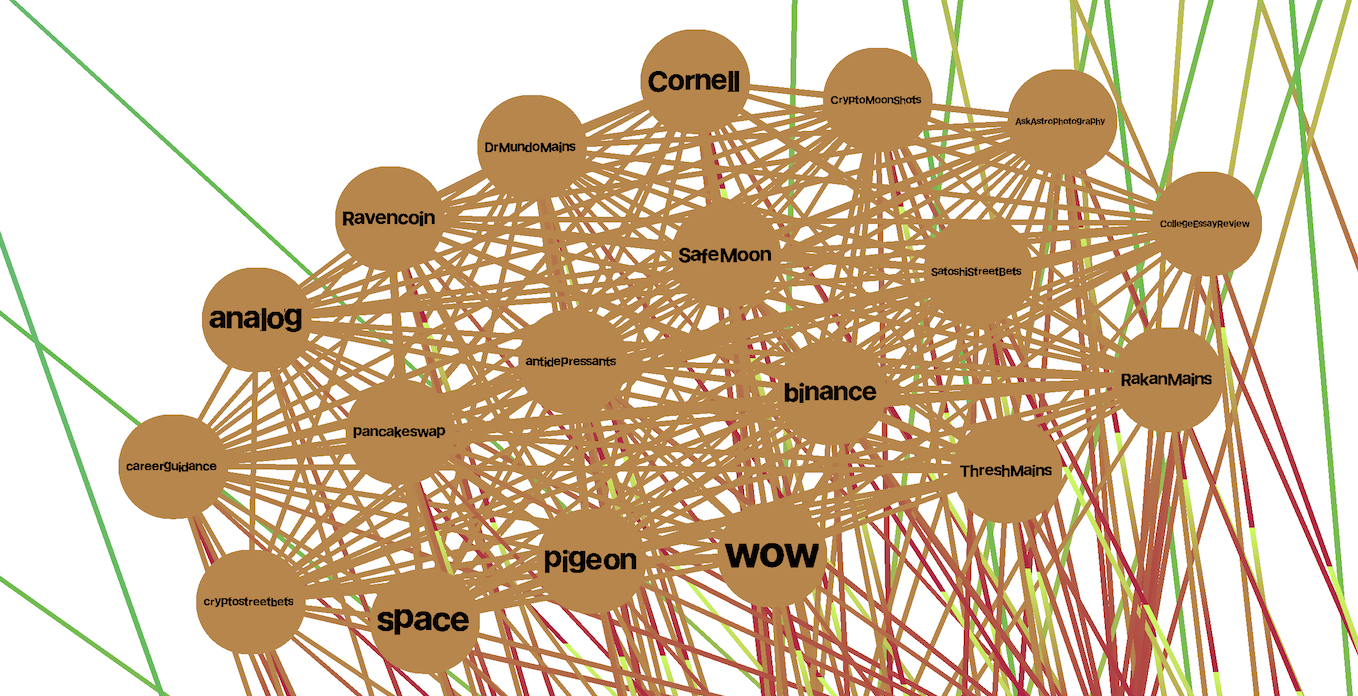 Cornell
CryptoMoonShots
AskAstroPhotography
DrMundoMains
Ravencoin
CollegeEssayReview
SafeMoon
SatoshiStreetBets
analog
antidepressants
binance
RakanMains
pancakeswap
careerguidance
ThreshMains
pigeon
wow
cryptostreetbets
space